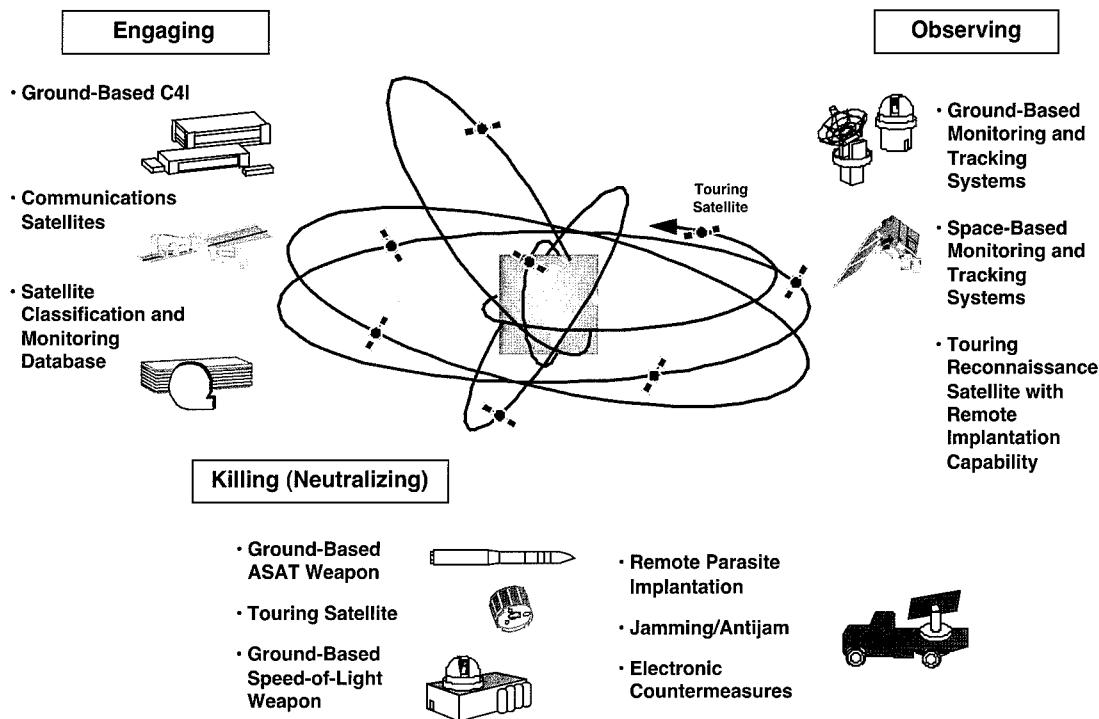 Engaging
· Ground-Based C4I
· Communications
Satellites
· Satellite
Classification and
Monitoring
Database
Touring
Satellite
Observing
· Ground-Based
Monitoring and
Tracking
Systems
· Space-Based
Monitoring and
Tracking
Systems
· Touring
Reconnaissance
Satellite with
Remote
Implantation
Capability
Killing (Neutralizing)
· Ground-Based
ASAT Weapon
· Touring Satellite
· Ground-Based
Speed-of-Light
Weapon
· Remote Parasite
Implantation
· Jamming/Antijam
· Electronic
Countermeasures